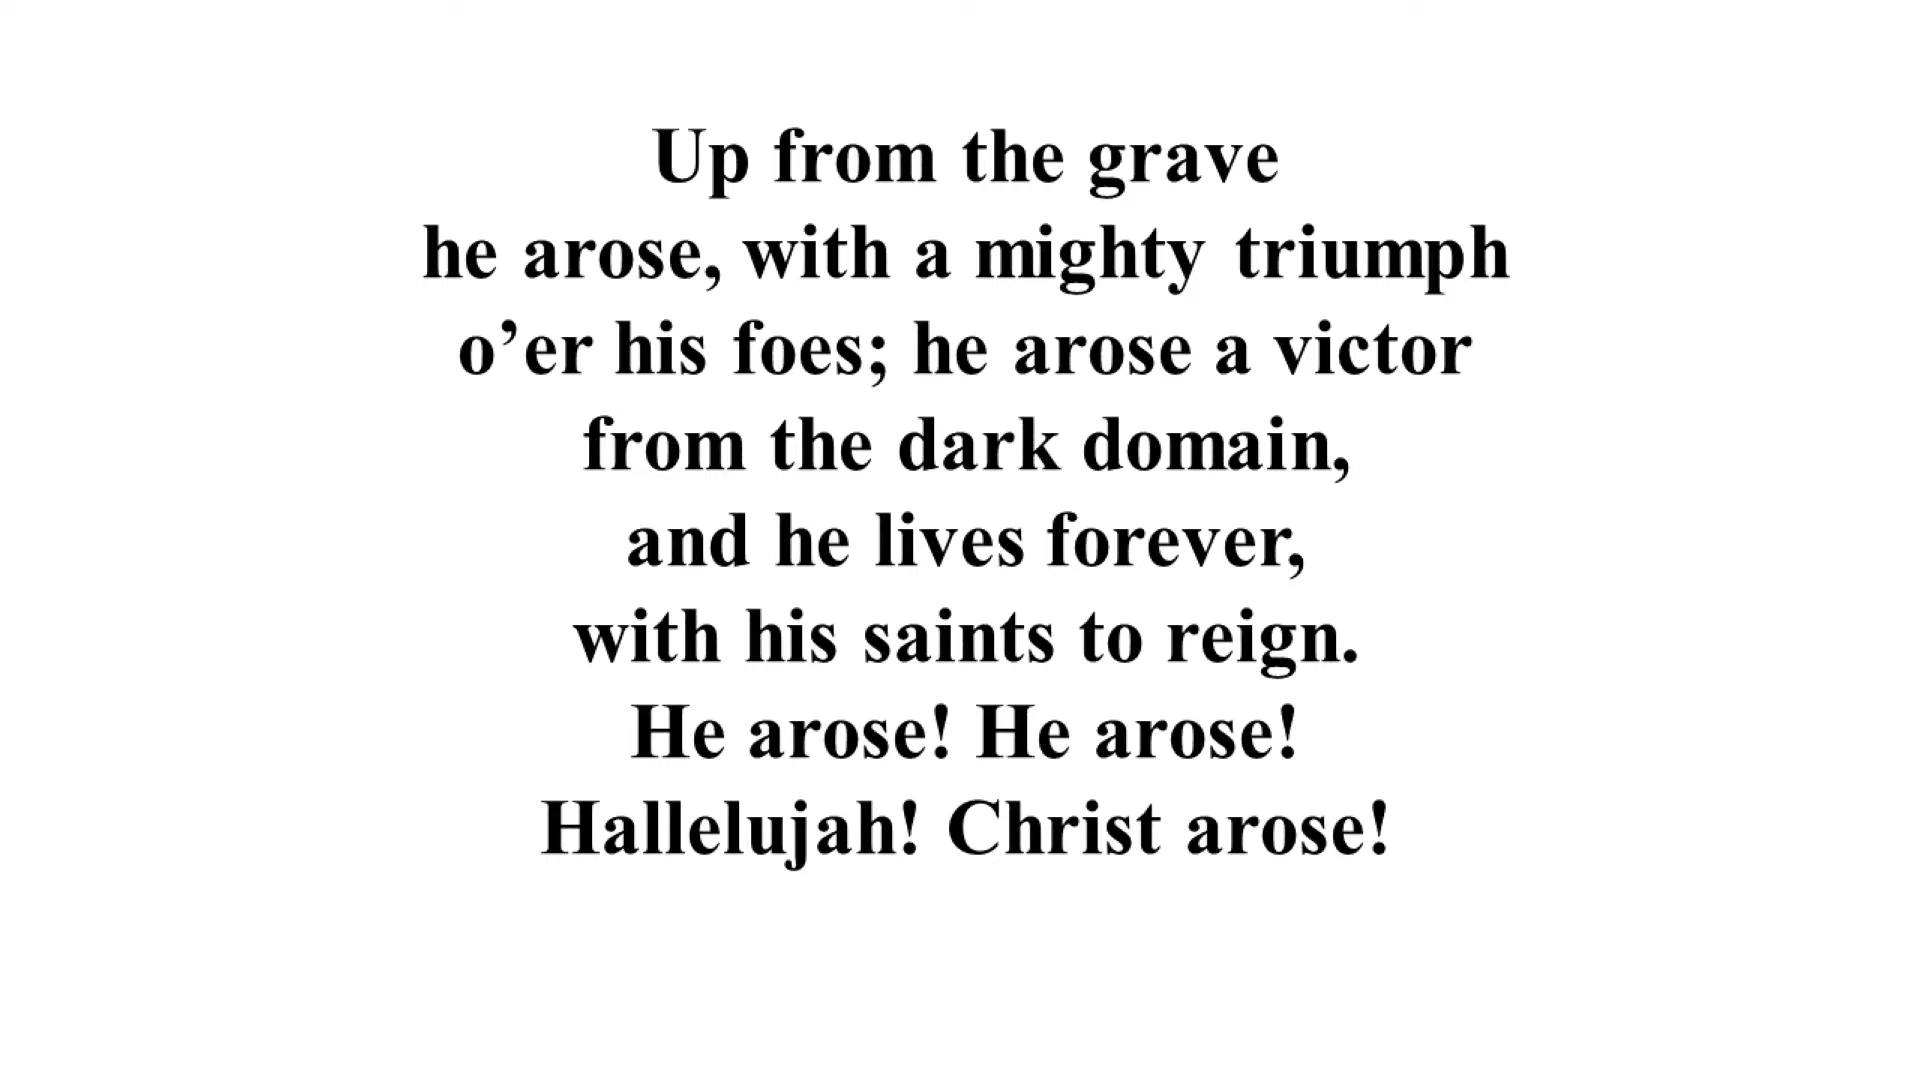 Up from the grave
he arose, with a mighty triumph
o’er his foes; he arose a victor
from the dark domain,
and he lives forever,
with his saints to reign.
He arose! He arose!
Hallelujah! Christ arose!